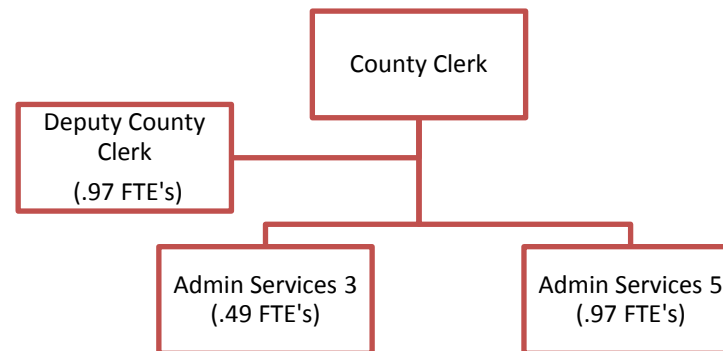 County Clerk
Deputy County
Clerk
(.97 FTE's)
Admin Services 3
(.49 FTE's)
Admin Services 5
(.97 FTE's)